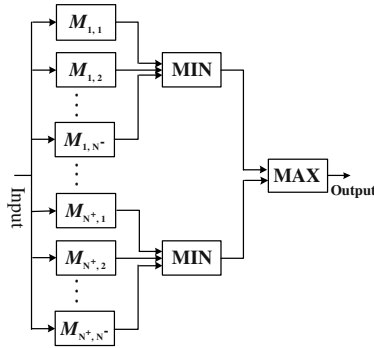 M1, 1
M1, 2
MIN
M1, N-
Input
MAX
Output
MN+, 1
MN+, 2
MIN
MN+, N-